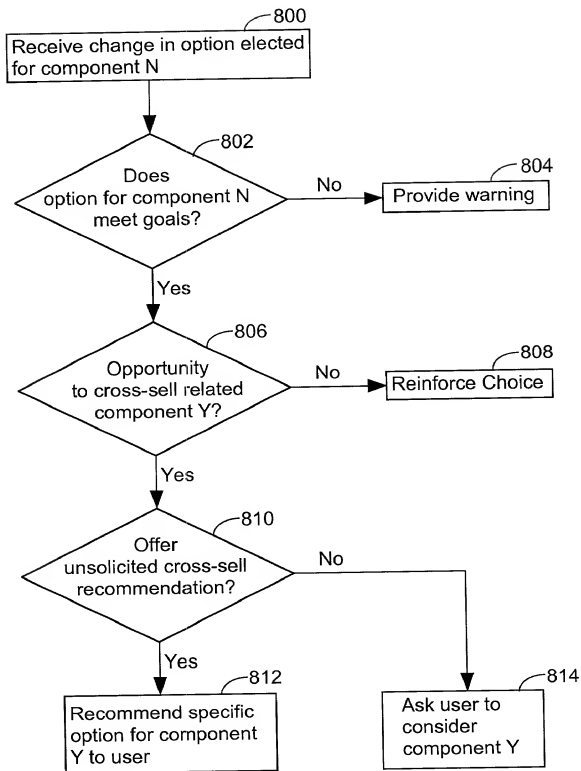 800
Receive change in option elected
for component N
802
Does
option for component N
meet goals?
No
804
Provide warning
Yes
806
Opportunity
to cross-sell related
component Y?
No
808
Reinforce Choice
Yes
810
Offer
unsolicited cross-sell
recommendation?
No
Yes
812
Recommend specific
option for component
Y to user
814
Ask user to
consider
component Y